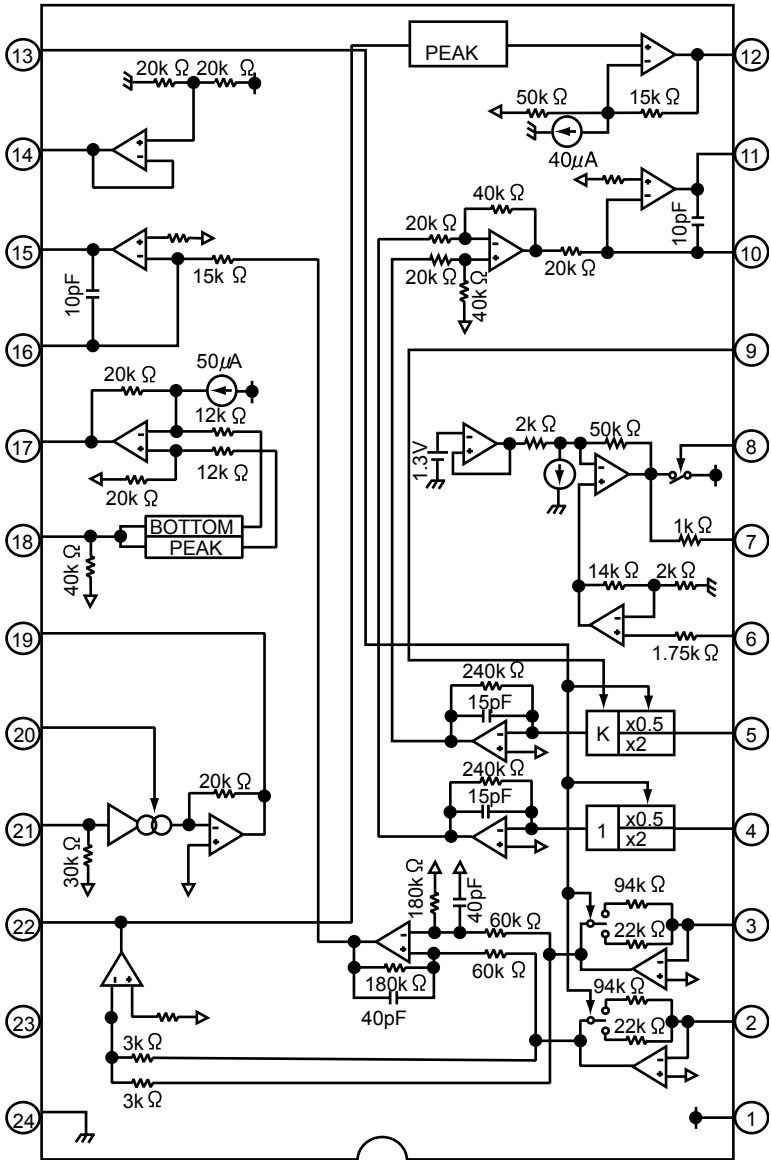 13
PEAK
12
20k Ω 20k Ω
50k Ω
15k Ω
40μA
14
11
40k Ω
20k Ω
10pF
15
15k Ω
20k Ω
20k Ω
10
10pF
40k Ω
16
9
50μA
20k Ω
12k Ω
2k Ω
50k Ω
8
17
12k Ω
1.3V
20k Ω
18
BOTTOM
PEAK
1k Ω
7
40k Ω
14k Ω
2k Ω
19
6
1.75k Ω
240k Ω
20
15pF
K
x0.5
x2
5
240k Ω
20k Ω
15pF
21
1
x0.5
x2
4
30k Ω
180k Ω
40pF
94k Ω
22
60k Ω
22k Ω
3
60k Ω
180k Ω
94k Ω
23
40pF
22k Ω
2
3k Ω
3k Ω
24
1
+
-